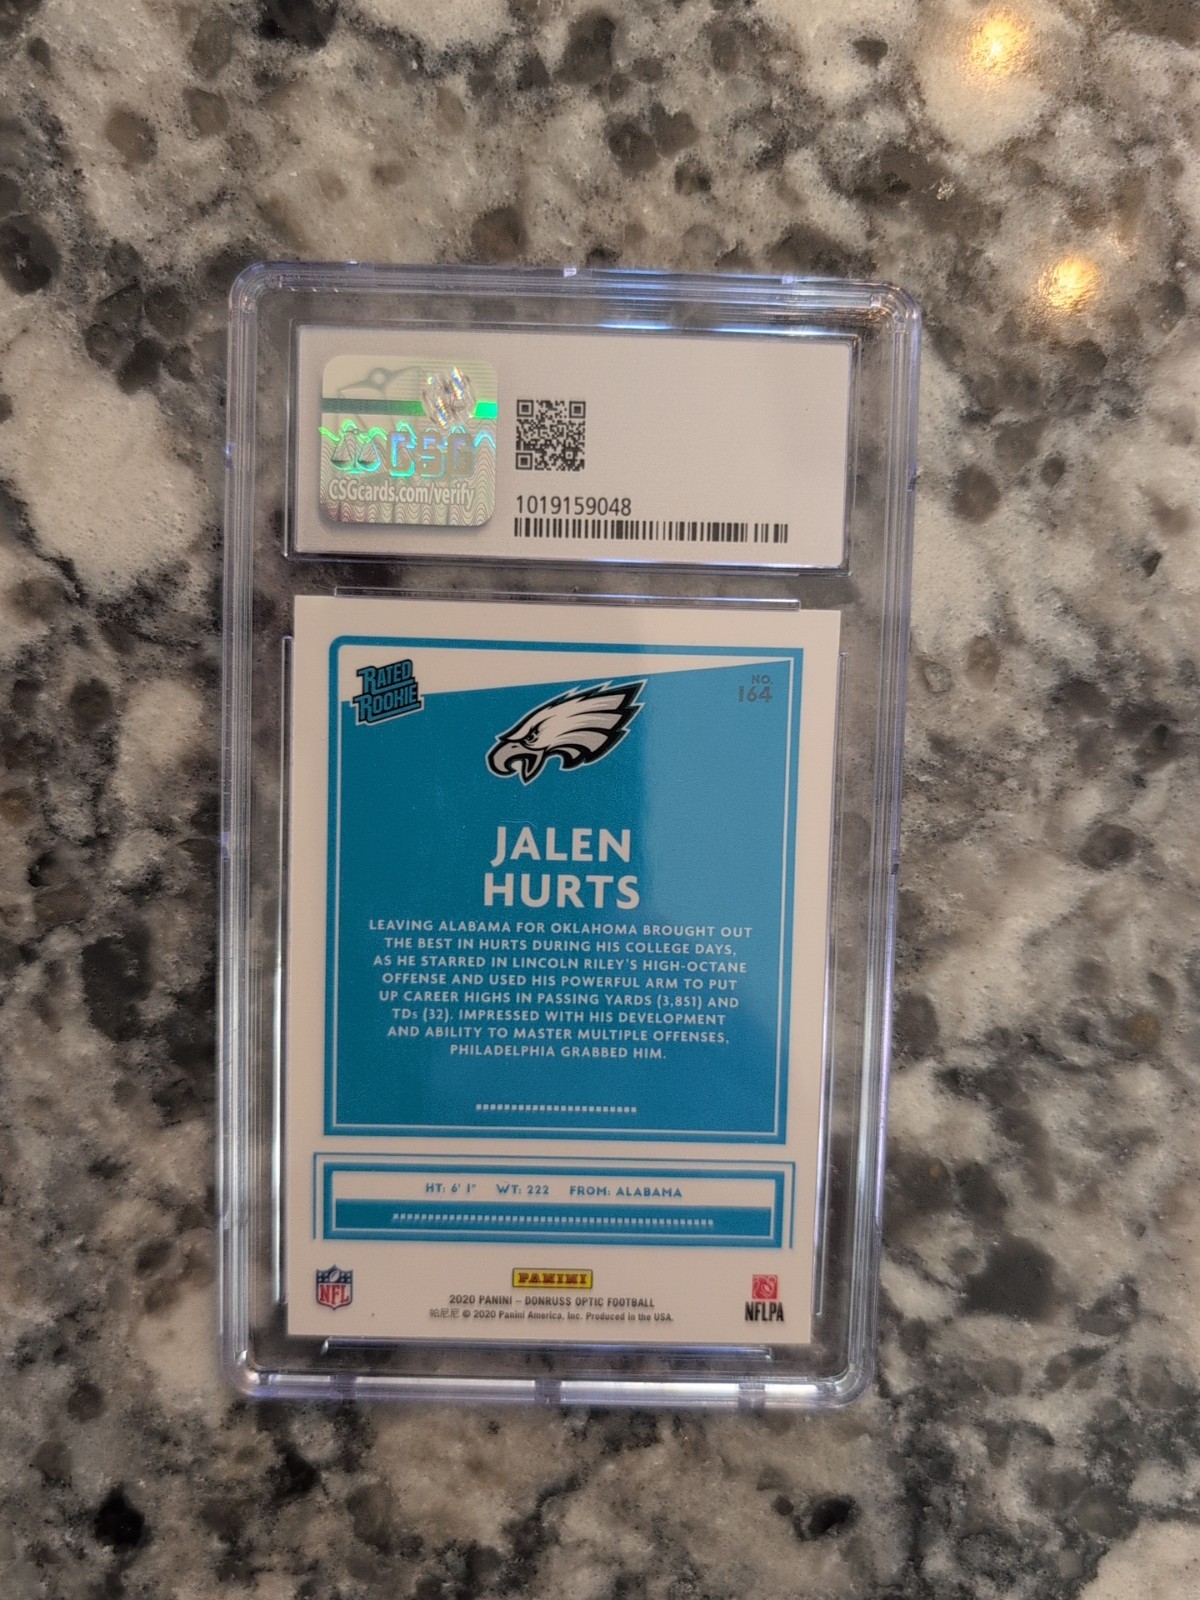 CSG
CSGcards.com/verify
1019159048
RATED
ROOKIE
NO.
164
JALEN
HURTS
LEAVING ALABAMA FOR OKLAHOMA BROUGHT OUT
THE BEST IN HURTS DURING HIS COLLEGE DAYS,
AS HE STARRED IN LINCOLN RILEY'S HIGH-OCTANE
OFFENSE AND USED HIS POWERFUL ARM TO PUT
UP CAREER HIGHS IN PASSING YARDS (3,851) AND
TDs (32). IMPRESSED WITH HIS DEVELOPMENT
AND ABILITY TO MASTER MULTIPLE OFFENSES,
PHILADELPHIA GRABBED HIM.
HT: 6' 1" WT: 222 FROM: ALABAMA
NFL
PANINI
2020 PANINI – DONRUSS OPTIC FOOTBALL
帕尼尼 © 2020 Panini America, Inc. Produced in the USA.
NFLPA